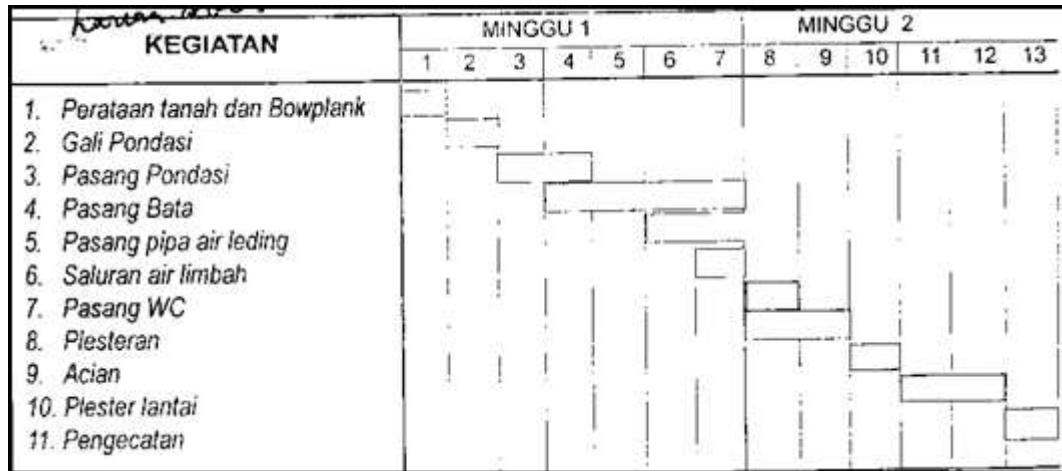 KEGIATAN
MINGGU 1
MINGGU 2
1 2 3 4 5 6 7 8 9 10 11 12 13
1. Perataan tanah dan Bowplank
2. Gali Pondasi
3. Pasang Pondasi
4. Pasang Bata
5. Pasang pipa air leding
6. Saluran air limbah
7. Pasang WC
8. Plesteran
9. Acian
10. Plester lantai
11. Pengecatan